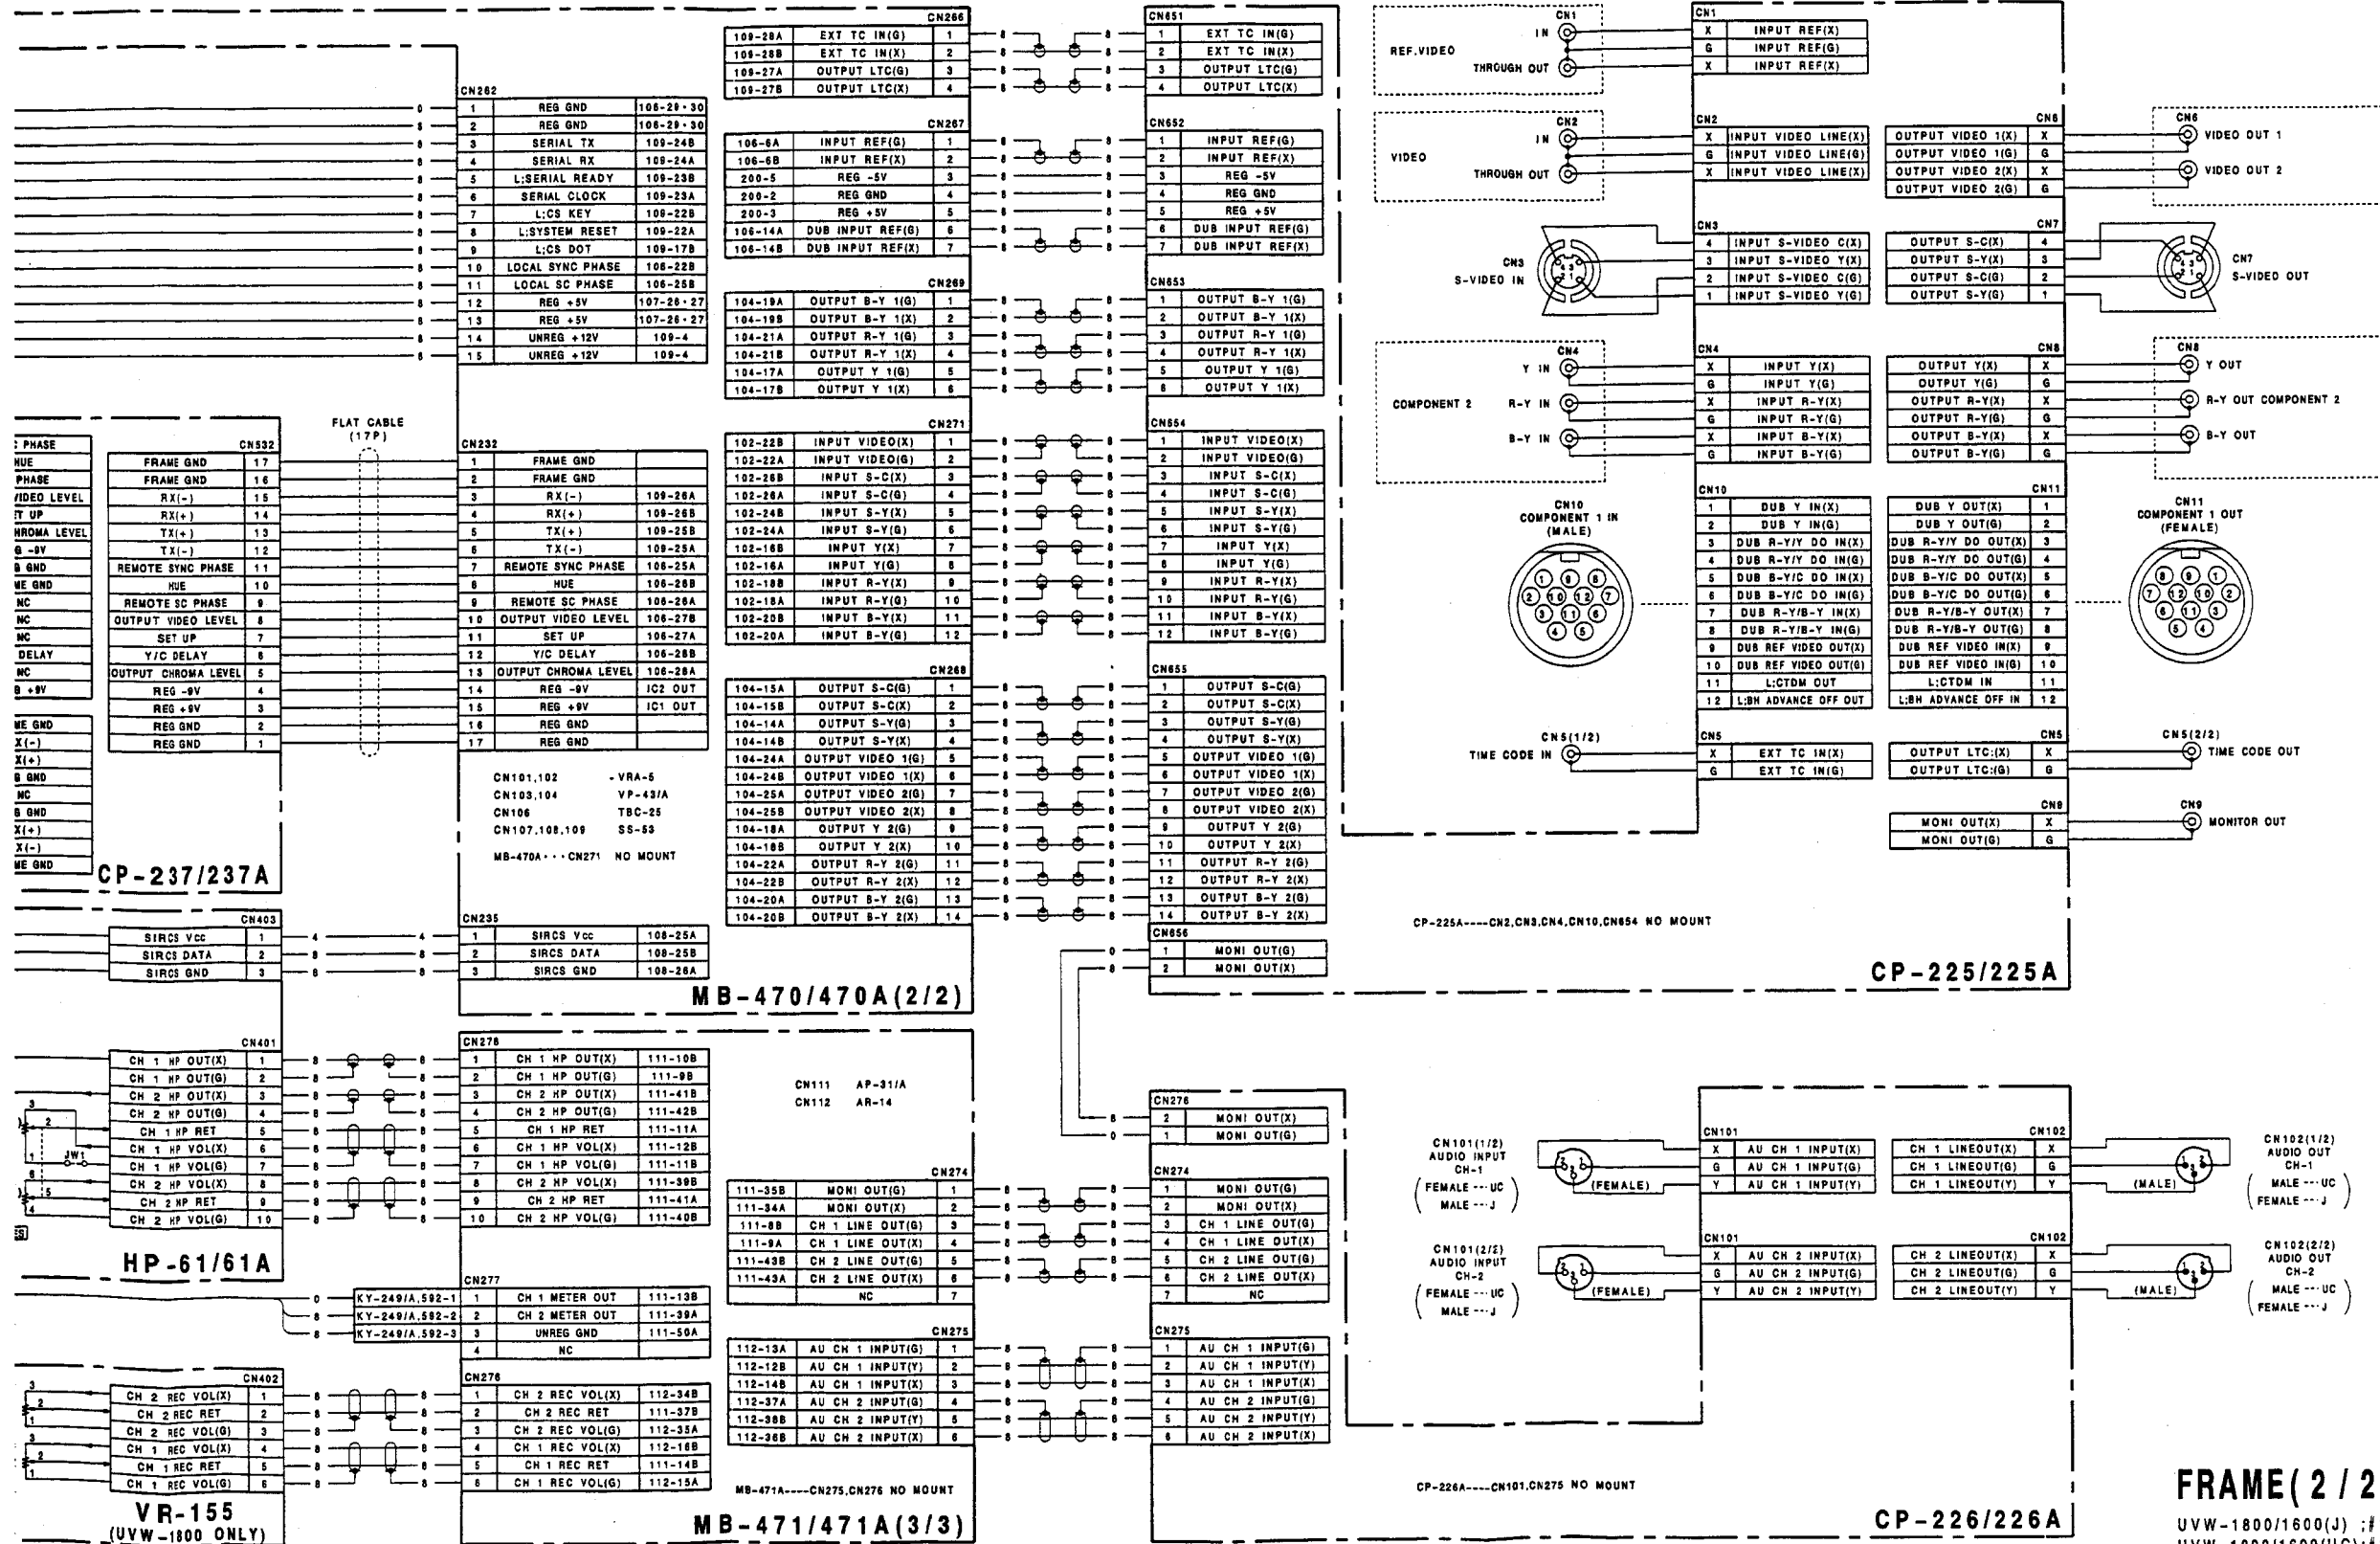 CN266
109-28A EXT TC IN(G) 1
109-28B EXT TC IN(X) 2
109-27A OUTPUT LTC(G) 3
109-27B OUTPUT LTC(X) 4
CN262
1 REG GND 106-29·30
2 REG GND 106-29·30
3 SERIAL TX 109-24B
4 SERIAL RX 109-24A
5 L;SERIAL READY 109-23B
6 SERIAL CLOCK 109-23A
7 L;CS KEY 109-22B
8 L;SYSTEM RESET 109-22A
9 L;CS DOT 109-17B
10 LOCAL SYNC PHASE 106-22B
11 LOCAL SC PHASE 106-25B
12 REG +5V 107-26·27
13 REG +5V 107-26·27
14 UNREG +12V 109-4
15 UNREG +12V 109-4
CN267
106-6A INPUT REF(G) 1
106-6B INPUT REF(X) 2
200-5 REG -5V 3
200-2 REG GND 4
200-3 REG +5V 5
106-14A DUB INPUT REF(G) 6
106-14B DUB INPUT REF(X) 7
CN269
104-19A OUTPUT B-Y 1(G) 1
104-19B OUTPUT B-Y 1(X) 2
104-21A OUTPUT R-Y 1(G) 3
104-21B OUTPUT R-Y 1(X) 4
104-17A OUTPUT Y 1(G) 5
104-17B OUTPUT Y 1(X) 6
CN271
102-22B INPUT VIDEO(X) 1
102-22A INPUT VIDEO(G) 2
102-26B INPUT S-C(X) 3
102-26A INPUT S-C(G) 4
102-24B INPUT S-Y(X) 5
102-24A INPUT S-Y(G) 6
102-16B INPUT Y(X) 7
102-16A INPUT Y(G) 8
102-18B INPUT R-Y(X) 9
102-18A INPUT R-Y(G) 10
102-20B INPUT B-Y(X) 11
102-20A INPUT B-Y(G) 12
CN268
104-15A OUTPUT S-C(G) 1
104-15B OUTPUT S-C(X) 2
104-14A OUTPUT S-Y(G) 3
104-14B OUTPUT S-Y(X) 4
104-24A OUTPUT VIDEO 1(G) 5
104-24B OUTPUT VIDEO 1(X) 6
104-25A OUTPUT VIDEO 2(G) 7
104-25B OUTPUT VIDEO 2(X) 8
104-18A OUTPUT Y 2(G) 9
104-18B OUTPUT Y 2(X) 10
104-22A OUTPUT R-Y 2(G) 11
104-22B OUTPUT R-Y 2(X) 12
104-20A OUTPUT B-Y 2(G) 13
104-20B OUTPUT B-Y 2(X) 14
PHASE
HUE
PHASE
VIDEO LEVEL
CHROMA LEVEL
-9V
GND
NC
NC
NC
DELAY
NC
+9V
GND
X(-)
X(+)
GND
NC
GND
X(+)
X(-)
GND
CN532
FRAME GND 17
FRAME GND 16
RX(-) 15
RX(+) 14
TX(+) 13
TX(-) 12
REMOTE SYNC PHASE 11
HUE 10
REMOTE SC PHASE 9
OUTPUT VIDEO LEVEL 8
SET UP 7
Y/C DELAY 6
OUTPUT CHROMA LEVEL 5
REG -9V 4
REG +9V 3
REG GND 2
REG GND 1
CP-237/237A
FLAT CABLE
(17P)
CN232
1 FRAME GND
2 FRAME GND
3 RX(-) 109-26A
4 RX(+) 109-26B
5 TX(+) 109-25B
6 TX(-) 109-25A
7 REMOTE SYNC PHASE 106-25A
8 HUE 106-26B
9 REMOTE SC PHASE 106-26A
10 OUTPUT VIDEO LEVEL 106-27B
11 SET UP 106-27A
12 Y/C DELAY 106-28B
13 OUTPUT CHROMA LEVEL 106-28A
14 REG -9V IC2 OUT
15 REG +9V IC1 OUT
16 REG GND
17 REG GND
CN101,102 - VRA-5
CN103,104 VP-43/A
CN106 TBC-25
CN107,108,109 SS-53
MB-470A···CN271 NO MOUNT
CN403
SIRCS Vcc 1
SIRCS DATA 2
SIRCS GND 3
CN235
1 SIRCS Vcc 108-25A
2 SIRCS DATA 108-25B
3 SIRCS GND 108-26A
MB-470/470A(2/2)
CN401
CH 1 HP OUT(X) 1
CH 1 HP OUT(G) 2
CH 2 HP OUT(X) 3
CH 2 HP OUT(G) 4
CH 1 HP RET 5
CH 1 HP VOL(X) 6
CH 1 HP VOL(G) 7
CH 2 HP VOL(X) 8
CH 2 HP RET 9
CH 2 HP VOL(G) 10
JW1
HP-61/61A
CN278
1 CH 1 HP OUT(X) 111-10B
2 CH 1 HP OUT(G) 111-9B
3 CH 2 HP OUT(X) 111-41B
4 CH 2 HP OUT(G) 111-42B
5 CH 1 HP RET 111-11A
6 CH 1 HP VOL(X) 111-12B
7 CH 1 HP VOL(G) 111-11B
8 CH 2 HP VOL(X) 111-39B
9 CH 2 HP RET 111-41A
10 CH 2 HP VOL(G) 111-40B
CN277
KY-249/A,592-1 1 CH 1 METER OUT 111-13B
KY-249/A,592-2 2 CH 2 METER OUT 111-39A
KY-249/A,592-3 3 UNREG GND 111-50A
4 NC
CN402
CH 2 REC VOL(X) 1
CH 2 REC RET 2
CH 2 REC VOL(G) 3
CH 1 REC VOL(X) 4
CH 1 REC RET 5
CH 1 REC VOL(G) 6
VR-155
(UVW-1800 ONLY)
CN276
1 CH 2 REC VOL(X) 112-34B
2 CH 2 REC RET 111-37B
3 CH 2 REC VOL(G) 112-35A
4 CH 1 REC VOL(X) 112-16B
5 CH 1 REC RET 111-14B
6 CH 1 REC VOL(G) 112-15A
CN111 AP-31/A
CN112 AR-14
CN274
111-35B MONI OUT(G) 1
111-34A MONI OUT(X) 2
111-8B CH 1 LINE OUT(G) 3
111-9A CH 1 LINE OUT(X) 4
111-43B CH 2 LINE OUT(G) 5
111-43A CH 2 LINE OUT(X) 6
NC 7
CN275
112-13A AU CH 1 INPUT(G) 1
112-12B AU CH 1 INPUT(Y) 2
112-14B AU CH 1 INPUT(X) 3
112-37A AU CH 2 INPUT(G) 4
112-38B AU CH 2 INPUT(Y) 5
112-36B AU CH 2 INPUT(X) 6
MB-471A----CN275,CN276 NO MOUNT
MB-471/471A(3/3)
CN651
1 EXT TC IN(G)
2 EXT TC IN(X)
3 OUTPUT LTC(G)
4 OUTPUT LTC(X)
CN652
1 INPUT REF(G)
2 INPUT REF(X)
3 REG -5V
4 REG GND
5 REG +5V
6 DUB INPUT REF(G)
7 DUB INPUT REF(X)
CN653
1 OUTPUT B-Y 1(G)
2 OUTPUT B-Y 1(X)
3 OUTPUT R-Y 1(G)
4 OUTPUT R-Y 1(X)
5 OUTPUT Y 1(G)
6 OUTPUT Y 1(X)
CN654
1 INPUT VIDEO(X)
2 INPUT VIDEO(G)
3 INPUT S-C(X)
4 INPUT S-C(G)
5 INPUT S-Y(X)
6 INPUT S-Y(G)
7 INPUT Y(X)
8 INPUT Y(G)
9 INPUT R-Y(X)
10 INPUT R-Y(G)
11 INPUT B-Y(X)
12 INPUT B-Y(G)
CN655
1 OUTPUT S-C(G)
2 OUTPUT S-C(X)
3 OUTPUT S-Y(G)
4 OUTPUT S-Y(X)
5 OUTPUT VIDEO 1(G)
6 OUTPUT VIDEO 1(X)
7 OUTPUT VIDEO 2(G)
8 OUTPUT VIDEO 2(X)
9 OUTPUT Y 2(G)
10 OUTPUT Y 2(X)
11 OUTPUT R-Y 2(G)
12 OUTPUT R-Y 2(X)
13 OUTPUT B-Y 2(G)
14 OUTPUT B-Y 2(X)
CN656
1 MONI OUT(G)
2 MONI OUT(X)
REF.VIDEO
CN1
IN
THROUGH OUT
CN1
X INPUT REF(X)
G INPUT REF(G)
X INPUT REF(X)
VIDEO
CN2
IN
THROUGH OUT
CN2
X INPUT VIDEO LINE(X)
G INPUT VIDEO LINE(G)
X INPUT VIDEO LINE(X)
CN6
OUTPUT VIDEO 1(X) X
OUTPUT VIDEO 1(G) G
OUTPUT VIDEO 2(X) X
OUTPUT VIDEO 2(G) G
CN6
VIDEO OUT 1
VIDEO OUT 2
CN3
S-VIDEO IN
CN3
4 INPUT S-VIDEO C(X)
3 INPUT S-VIDEO Y(X)
2 INPUT S-VIDEO C(G)
1 INPUT S-VIDEO Y(G)
CN7
OUTPUT S-C(X) 4
OUTPUT S-Y(X) 3
OUTPUT S-C(G) 2
OUTPUT S-Y(G) 1
CN7
S-VIDEO OUT
COMPONENT 2
CN4
Y IN
R-Y IN
B-Y IN
CN4
X INPUT Y(X)
G INPUT Y(G)
X INPUT R-Y(X)
G INPUT R-Y(G)
X INPUT B-Y(X)
G INPUT B-Y(G)
CN8
OUTPUT Y(X) X
OUTPUT Y(G) G
OUTPUT R-Y(X) X
OUTPUT R-Y(G) G
OUTPUT B-Y(X) X
OUTPUT B-Y(G) G
CN8
Y OUT
R-Y OUT COMPONENT 2
B-Y OUT
CN10
COMPONENT 1 IN
(MALE)
CN10
1 DUB Y IN(X)
2 DUB Y IN(G)
3 DUB R-Y/Y DO IN(X)
4 DUB R-Y/Y DO IN(G)
5 DUB B-Y/C DO IN(X)
6 DUB B-Y/C DO IN(G)
7 DUB R-Y/B-Y IN(X)
8 DUB R-Y/B-Y IN(G)
9 DUB REF VIDEO OUT(X)
10 DUB REF VIDEO OUT(G)
11 L;CTDM OUT
12 L;BH ADVANCE OFF OUT
CN11
DUB Y OUT(X) 1
DUB Y OUT(G) 2
DUB R-Y/Y DO OUT(X) 3
DUB R-Y/Y DO OUT(G) 4
DUB B-Y/C DO OUT(X) 5
DUB B-Y/C DO OUT(G) 6
DUB R-Y/B-Y OUT(X) 7
DUB R-Y/B-Y OUT(G) 8
DUB REF VIDEO IN(X) 9
DUB REF VIDEO IN(G) 10
L;CTDM IN 11
L;BH ADVANCE OFF IN 12
CN11
COMPONENT 1 OUT
(FEMALE)
CN5(1/2)
TIME CODE IN
CN5
X EXT TC IN(X)
G EXT TC IN(G)
CN5
OUTPUT LTC:(X) X
OUTPUT LTC:(G) G
CN5(2/2)
TIME CODE OUT
CN9
MONI OUT(X) X
MONI OUT(G) G
CN9
MONITOR OUT
CP-225A----CN2,CN3,CN4,CN10,CN654 NO MOUNT
CP-225/225A
CN276
2 MONI OUT(X)
1 MONI OUT(G)
CN274
1 MONI OUT(G)
2 MONI OUT(X)
3 CH 1 LINE OUT(G)
4 CH 1 LINE OUT(X)
5 CH 2 LINE OUT(G)
6 CH 2 LINE OUT(X)
7 NC
CN275
1 AU CH 1 INPUT(G)
2 AU CH 1 INPUT(Y)
3 AU CH 1 INPUT(X)
4 AU CH 2 INPUT(G)
5 AU CH 2 INPUT(Y)
6 AU CH 2 INPUT(X)
CN101(1/2)
AUDIO INPUT
CH-1
FEMALE---UC
MALE---J
(FEMALE)
CN101
X AU CH 1 INPUT(X)
G AU CH 1 INPUT(G)
Y AU CH 1 INPUT(Y)
CN102
CH 1 LINEOUT(X) X
CH 1 LINEOUT(G) G
CH 1 LINEOUT(Y) Y
(MALE)
CN102(1/2)
AUDIO OUT
CH-1
MALE---UC
FEMALE---J
CN101(2/2)
AUDIO INPUT
CH-2
FEMALE---UC
MALE---J
(FEMALE)
CN101
X AU CH 2 INPUT(X)
G AU CH 2 INPUT(G)
Y AU CH 2 INPUT(Y)
CN102
CH 2 LINEOUT(X) X
CH 2 LINEOUT(G) G
CH 2 LINEOUT(Y) Y
(MALE)
CN102(2/2)
AUDIO OUT
CH-2
MALE---UC
FEMALE---J
CP-226A----CN101,CN275 NO MOUNT
CP-226/226A
FRAME(2/2
UVW-1800/1600(J) ;#
UVW-1800/1600(UC);#